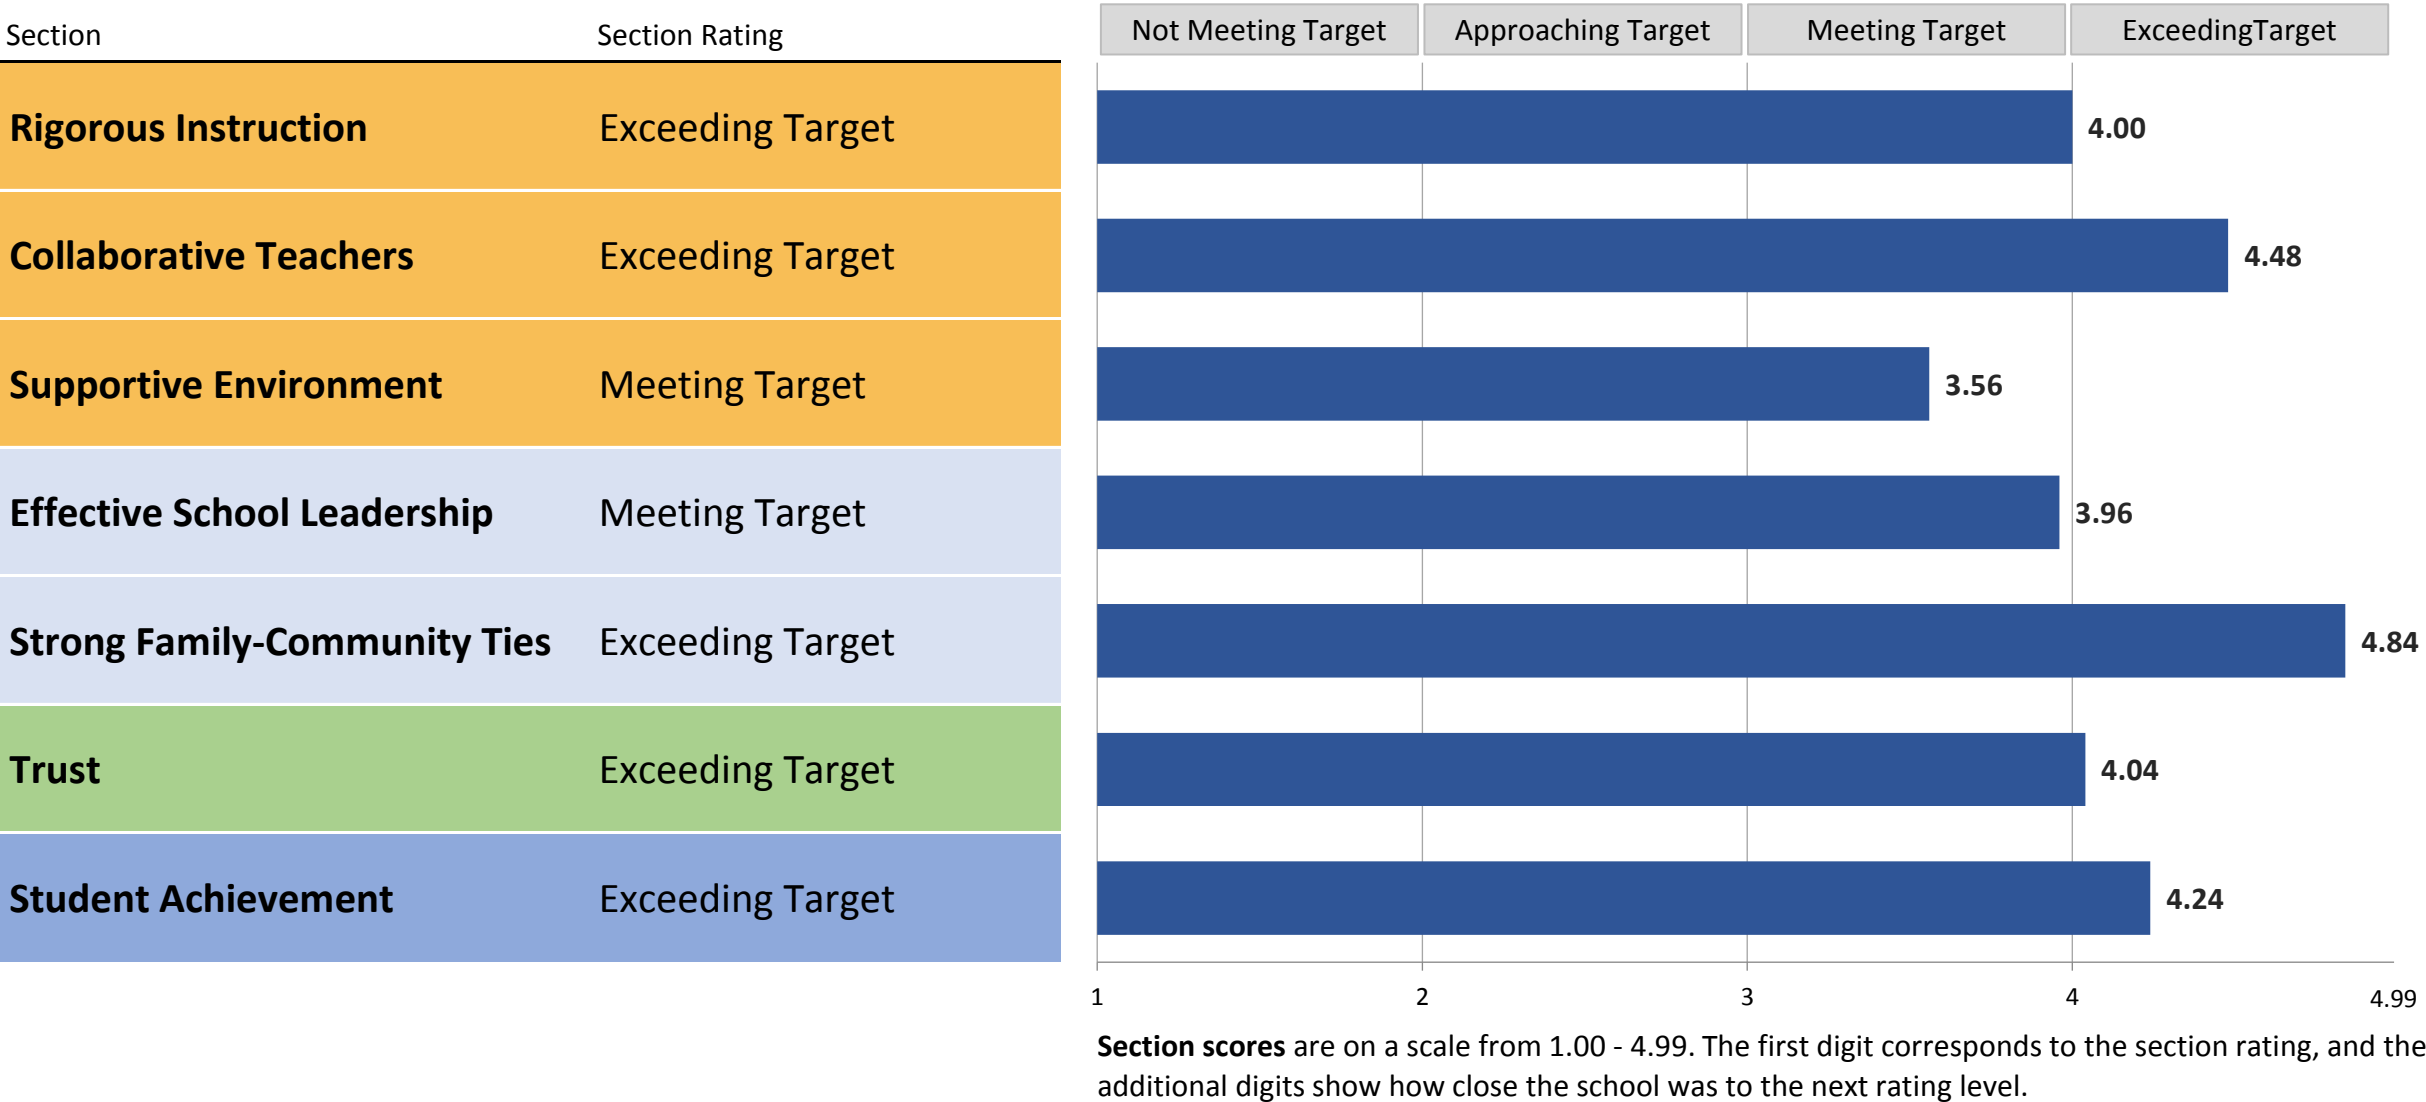 Section Section Rating Not Meeting Target Approaching Target Meeting Target ExceedingTarget
Rigorous Instruction Exceeding Target 4.00
Collaborative Teachers Exceeding Target 4.48
Supportive Environment Meeting Target 3.56
Effective School Leadership Meeting Target 3.96
Strong Family-Community Ties Exceeding Target 4.84
Trust Exceeding Target 4.04
Student Achievement Exceeding Target 4.24
1 2 3 4 4.99
Section scores are on a scale from 1.00 - 4.99. The first digit corresponds to the section rating, and the
additional digits show how close the school was to the next rating level.